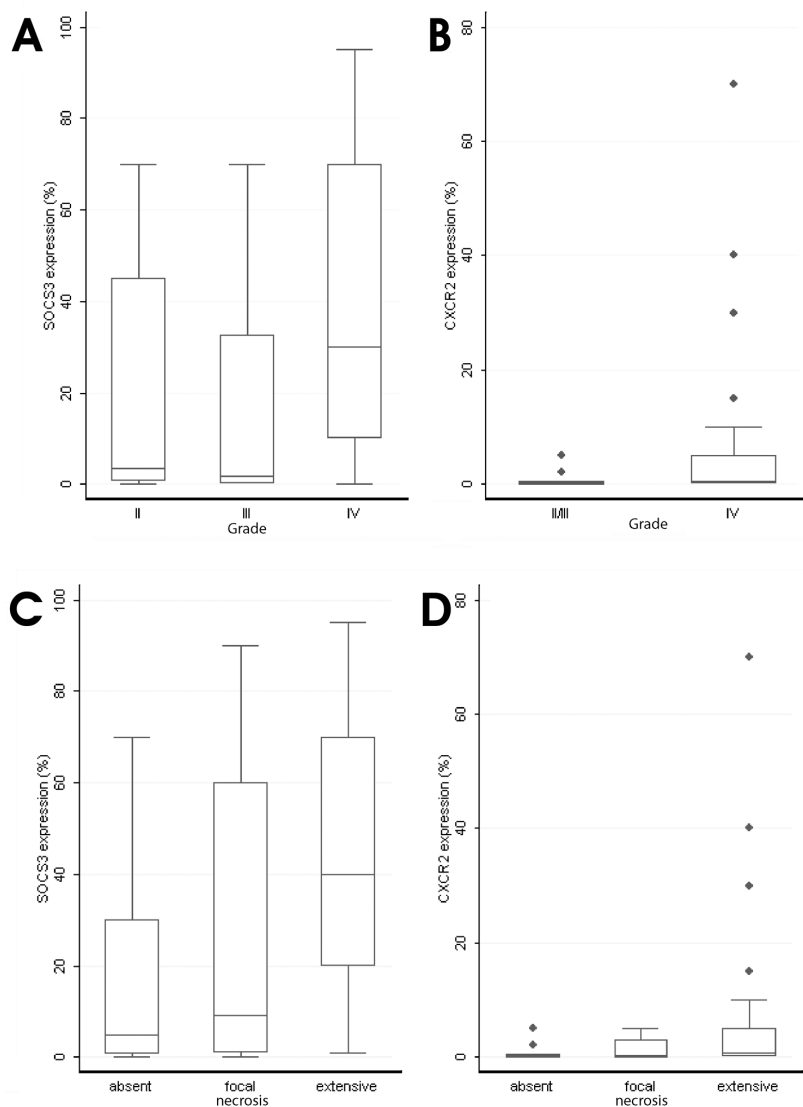 A
SOCS3 expression (%)
100
80
60
40
20
0
II
III
IV
Grade
B
CXCR2 expression (%)
80
60
40
20
0
II/III
IV
Grade
C
SOCS3 expression (%)
100
80
60
40
20
0
absent
focal
extensive
necrosis
D
CXCR2 expression (%)
80
60
40
20
0
absent
focal
extensive
necrosis